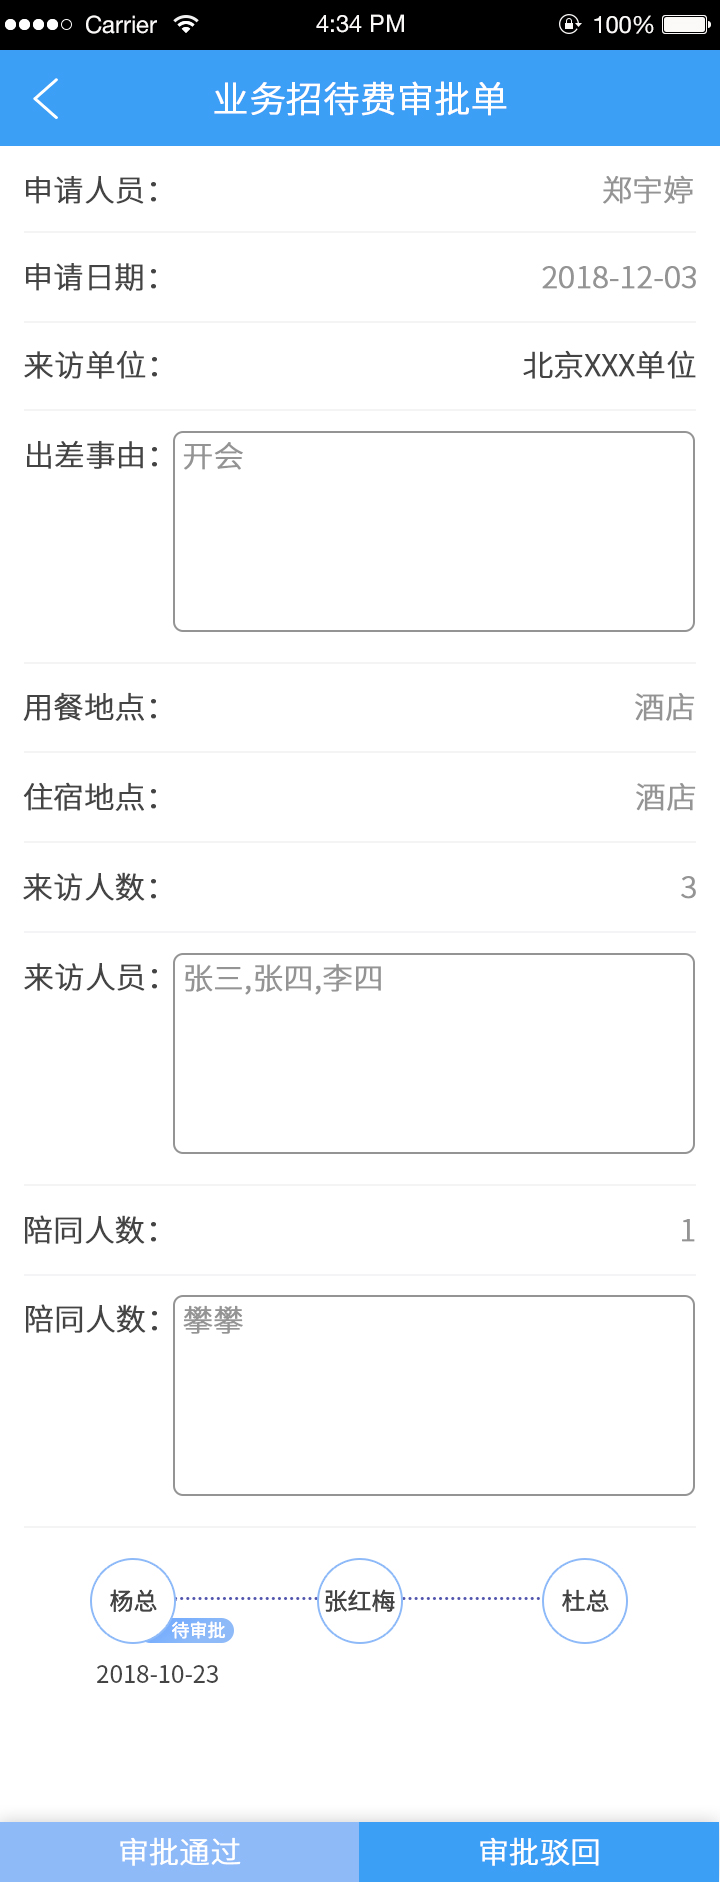 Carrier 4:34 PM 100%
业务招待费审批单
申请人员： 郑宇婷
申请日期： 2018-12-03
来访单位： 北京XXX单位
出差事由： 开会
用餐地点： 酒店
住宿地点： 酒店
来访人数： 3
来访人员： 张三,张四,李四
陪同人数： 1
陪同人数： 攀攀
杨总 张红梅 杜总
待审批
2018-10-23
审批通过 审批驳回